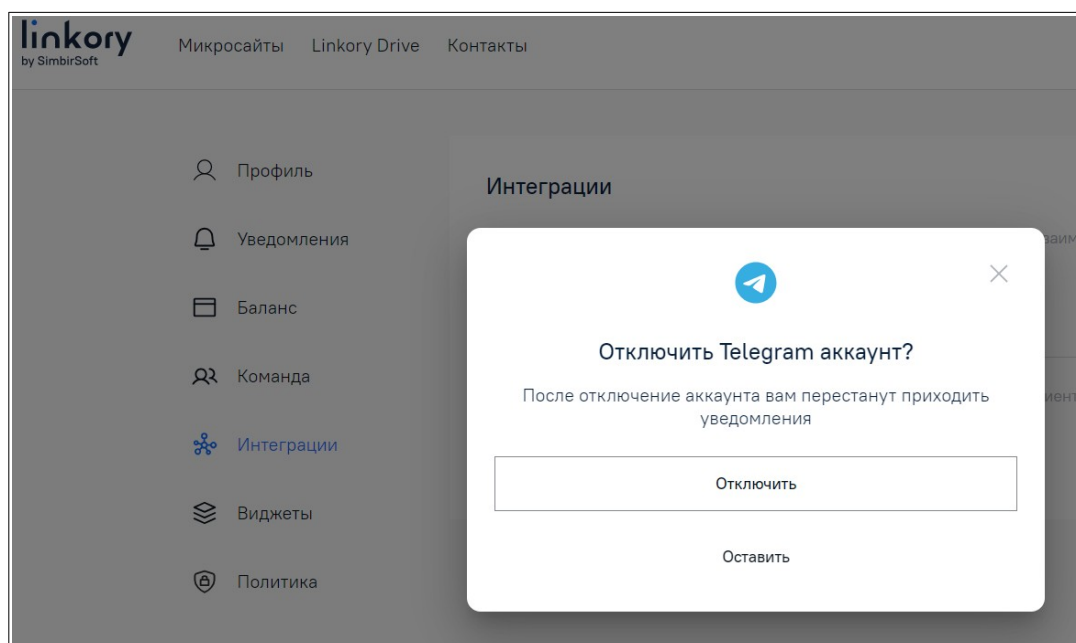 linkory
by SimbirSoft
Микросайты Linkory Drive Контакты
Профиль
Уведомления
Баланс
Команда
Интеграции
Виджеты
Политика
Интеграции
Отключить Telegram аккаунт?
После отключение аккаунта вам перестанут приходить
уведомления
Отключить
Оставить